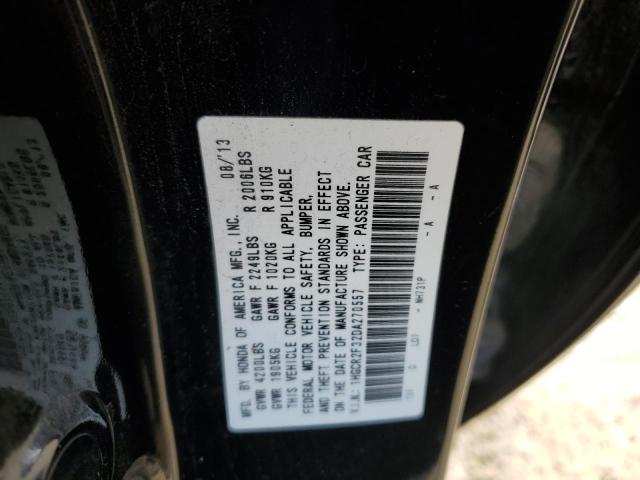 MFD. BY HONDA OF AMERICA MFG., INC. 08/'13
GVWR 4200LBS GAWR F 2249LBS R 2006LBS
GVWR 1905KG GAWR F 1020KG R 910KG
THIS VEHICLE CONFORMS TO ALL APPLICABLE
FEDERAL MOTOR VEHICLE SAFETY, BUMPER,
AND THEFT PREVENTION STANDARDS IN EFFECT
ON THE DATE OF MANUFACTURE SHOWN ABOVE.
V.I.N.: 1HGCR2F32DA270557 TYPE: PASSENGER CAR
NH731P - A - A